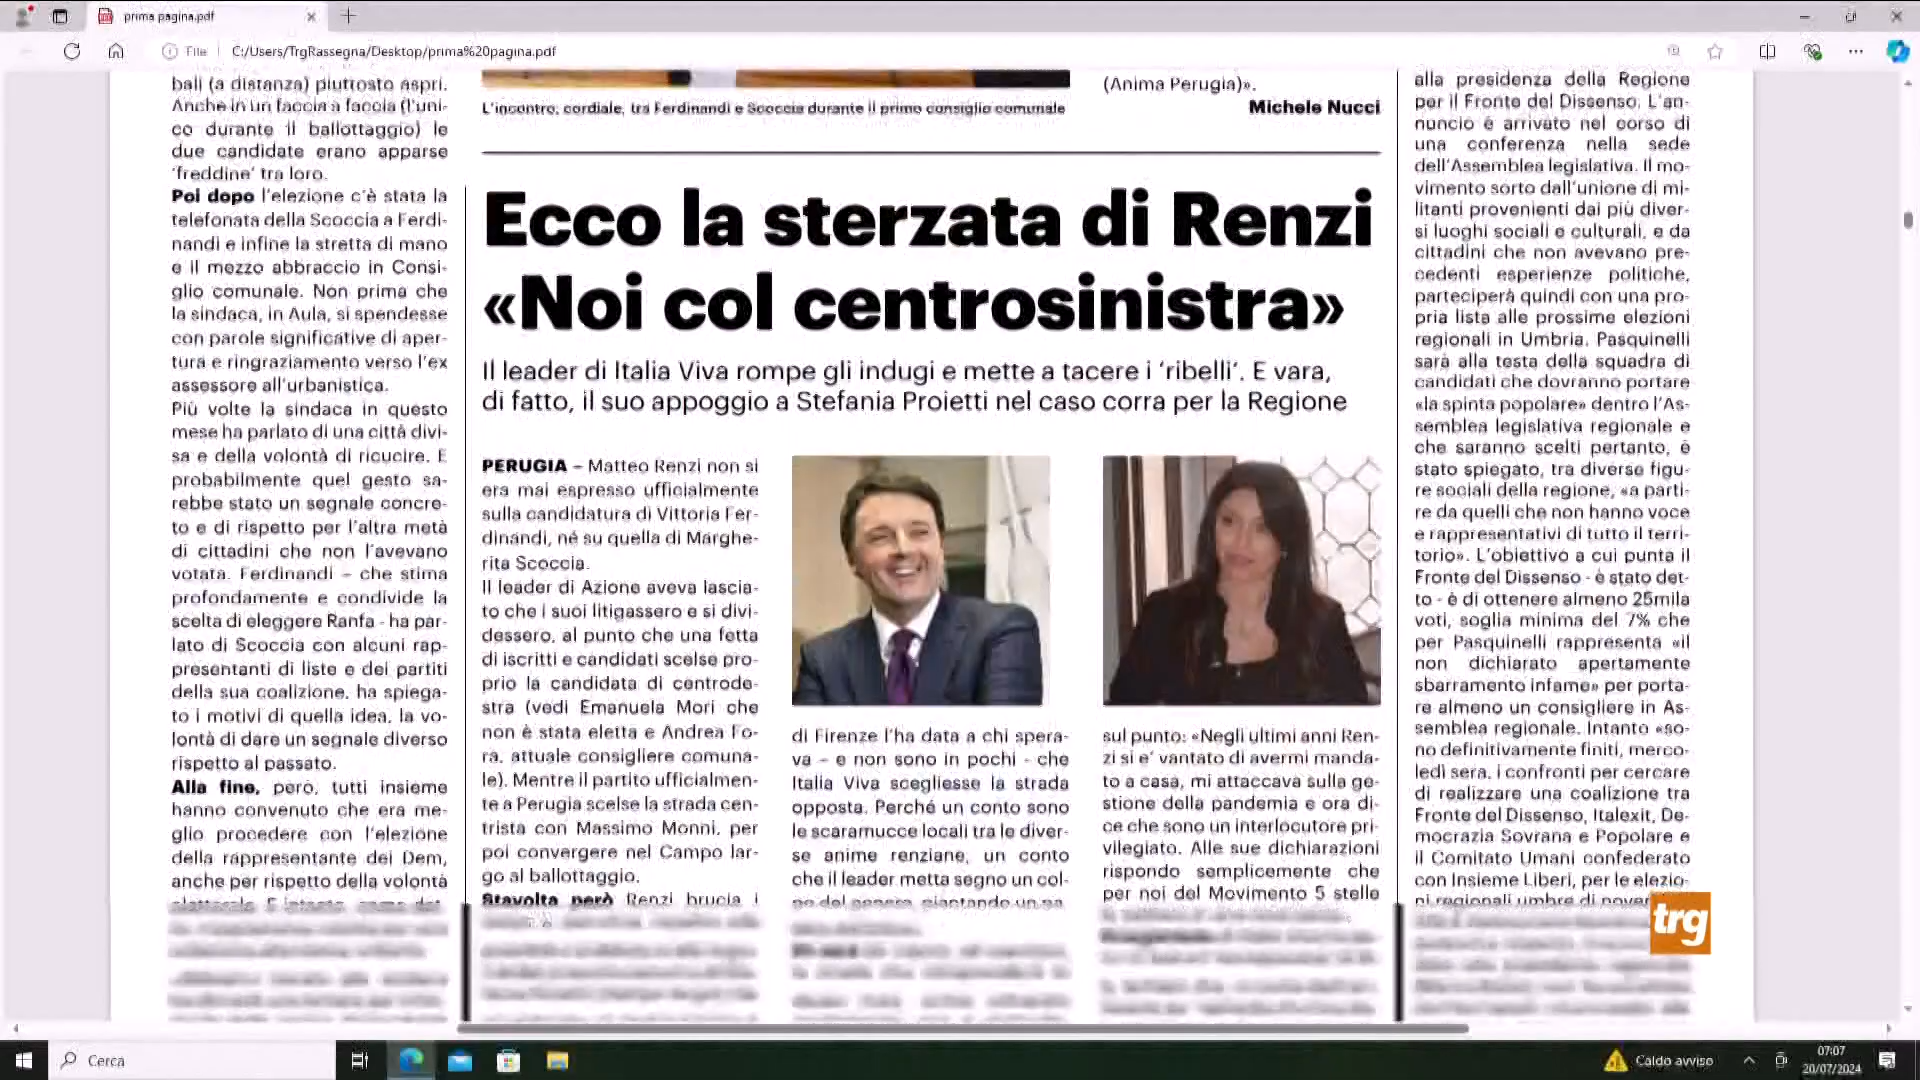 prima pagina.pdf
File
C:/Users/TrgRassegna/Desktop/prima%20pagina.pdf
bali (a distanza) piuttosto aspri.
Anche in un faccia a faccia (l'uni-
co durante il ballottaggio) le
due candidate erano apparse
'freddine' tra loro.
Poi dopo l'elezione c'è stata la
telefonata della Scoccia a Ferdi-
nandi e infine la stretta di mano
e il mezzo abbraccio in Consi-
glio comunale. Non prima che
la sindaca, in Aula, si spendesse
con parole significative di aper-
tura e ringraziamento verso l'ex
assessore all'urbanistica.
Più volte la sindaca in questo
mese ha parlato di una città divi-
sa e della volontà di ricucire. E
probabilmente quel gesto sa-
rebbe stato un segnale concre-
to e di rispetto per l'altra metà
di cittadini che non l'avevano
votata. Ferdinandi – che stima
profondamente e condivide la
scelta di eleggere Ranfa - ha par-
lato di Scoccia con alcuni rap-
presentanti di liste e dei partiti
della sua coalizione, ha spiega-
to i motivi di quella idea, la vo-
lontà di dare un segnale diverso
rispetto al passato.
Alla fine, però, tutti insieme
hanno convenuto che era me-
glio procedere con l'elezione
della rappresentante dei Dem,
anche per rispetto della volontà
L'incontro, cordiale, tra Ferdinandi e Scoccia durante il primo consiglio comunale
(Anima Perugia)».
Michele Nucci
Ecco la sterzata di Renzi
«Noi col centrosinistra»
Il leader di Italia Viva rompe gli indugi e mette a tacere i 'ribelli'. E vara,
di fatto, il suo appoggio a Stefania Proietti nel caso corra per la Regione
PERUGIA – Matteo Renzi non si
era mai espresso ufficialmente
sulla candidatura di Vittoria Fer-
dinandi, né su quella di Marghe-
rita Scoccia.
Il leader di Azione aveva lascia-
to che i suoi litigassero e si divi-
dessero, al punto che una fetta
di iscritti e candidati scelse pro-
prio la candidata di centrode-
stra (vedi Emanuela Mori che
non è stata eletta e Andrea Fo-
ra, attuale consigliere comuna-
le). Mentre il partito ufficialmen-
te a Perugia scelse la strada cen-
trista con Massimo Monni, per
poi convergere nel Campo lar-
go al ballottaggio.
Stavolta però Renzi brucia i
di Firenze l'ha data a chi spera-
va – e non sono in pochi - che
Italia Viva scegliesse la strada
opposta. Perché un conto sono
le scaramucce locali tra le diver-
se anime renziane, un conto
che il leader metta segno un col-
po del genere, piantando un pa-
sul punto: «Negli ultimi anni Ren-
zi si e' vantato di avermi manda-
to a casa, mi attaccava sulla ge-
stione della pandemia e ora di-
ce che sono un interlocutore pri-
vilegiato. Alle sue dichiarazioni
rispondo semplicemente che
per noi del Movimento 5 stelle
alla presidenza della Regione
per il Fronte del Dissenso. L'an-
nuncio è arrivato nel corso di
una conferenza nella sede
dell'Assemblea legislativa. Il mo-
vimento sorto dall'unione di mi-
litanti provenienti dai più diver-
si luoghi sociali e culturali, e da
cittadini che non avevano pre-
cedenti esperienze politiche,
parteciperà quindi con una pro-
pria lista alle prossime elezioni
regionali in Umbria. Pasquinelli
sarà alla testa della squadra di
candidati che dovranno portare
«la spinta popolare» dentro l'As-
semblea legislativa regionale e
che saranno scelti pertanto, è
stato spiegato, tra diverse figu-
re sociali della regione, «a parti-
re da quelli che non hanno voce
e rappresentativi di tutto il terri-
torio». L'obiettivo a cui punta il
Fronte del Dissenso - è stato det-
to - è di ottenere almeno 25mila
voti, soglia minima del 7% che
per Pasquinelli rappresenta «il
non dichiarato apertamente
sbarramento infame» per porta-
re almeno un consigliere in As-
semblea regionale. Intanto «so-
no definitivamente finiti, merco-
ledì sera, i confronti per cercare
di realizzare una coalizione tra
Fronte del Dissenso, Italexit, De-
mocrazia Sovrana e Popolare e
il Comitato Umani confederato
con Insieme Liberi, per le elezio-
ni regionali umbre di
trg
Cerca
Caldo avviso
07:07
20/07/2024